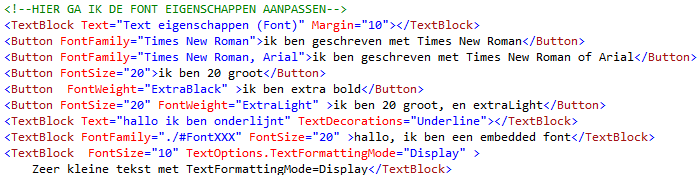 <!--HIER GA IK DE FONT EIGENSCHAPPEN AANPASSEN-->
<TextBlock Text="Text eigenschappen (Font)" Margin="10"></TextBlock>
<Button FontFamily="Times New Roman">ik ben geschreven met Times New Roman</Button>
<Button FontFamily="Times New Roman, Arial">ik ben geschreven met Times New Roman of Arial</Button>
<Button FontSize="20">ik ben 20 groot</Button>
<Button  FontWeight="ExtraBlack" >ik ben extra bold</Button>
<Button FontSize="20" FontWeight="ExtraLight" >ik ben 20 groot, en extraLight</Button>
<TextBlock Text="hallo ik ben onderlijnt" TextDecorations="Underline"></TextBlock>
<TextBlock FontFamily="./#FontXXX" FontSize="20" >hallo, ik ben een embedded font</TextBlock>
<TextBlock  FontSize="10" TextOptions.TextFormattingMode="Display" >
    Zeer kleine tekst met TextFormattingMode=Display</TextBlock>